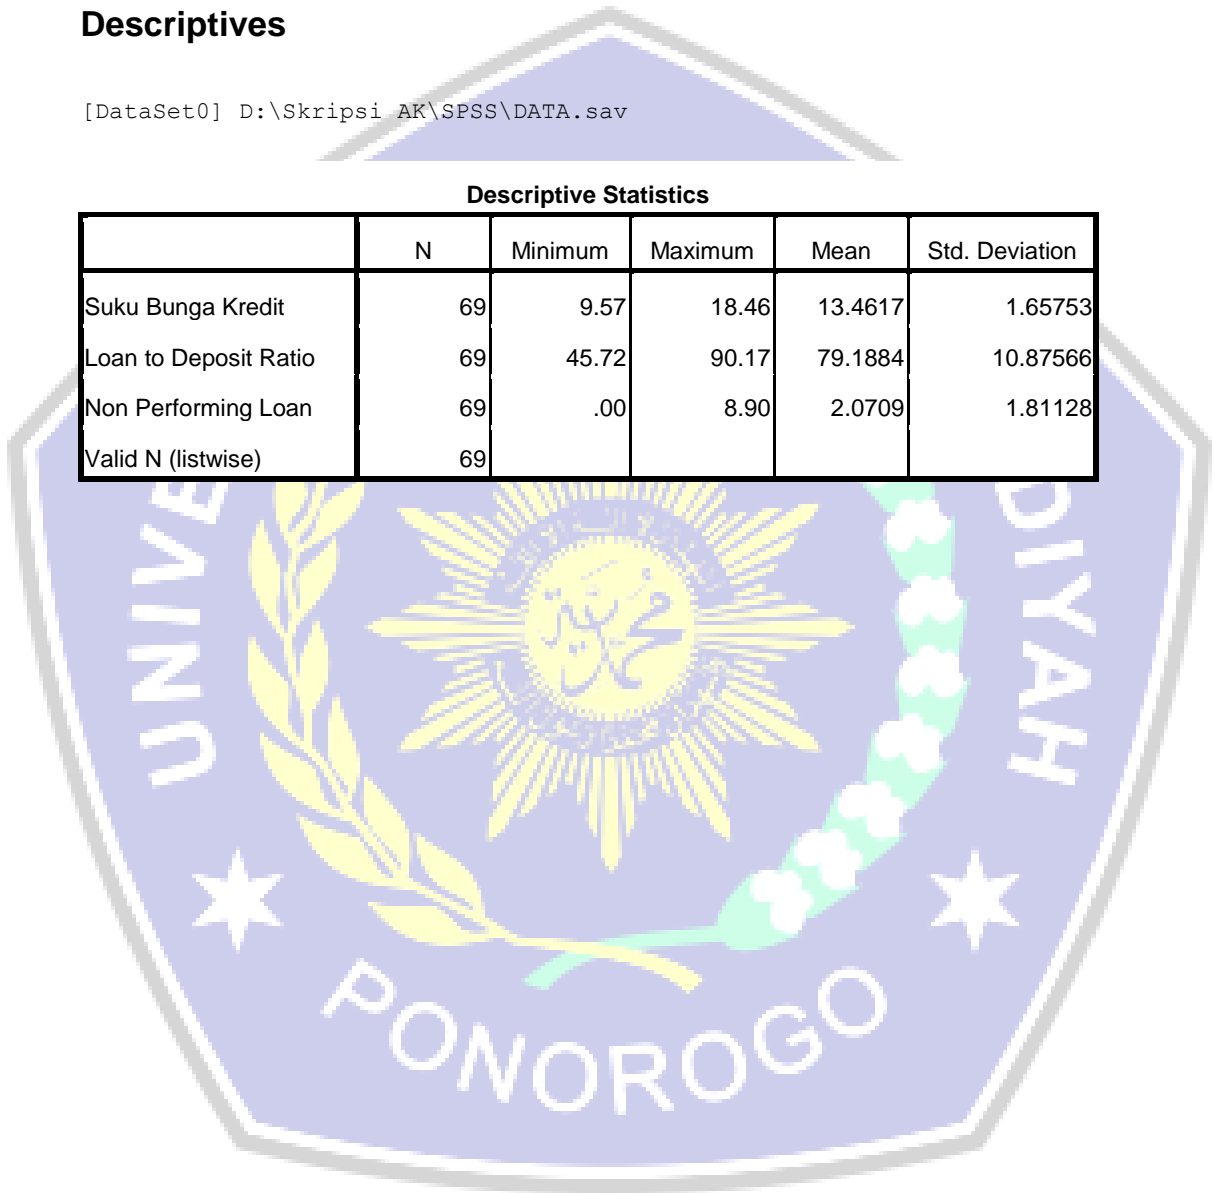 Descriptives
[DataSet0] D:\Skripsi AK\SPSS\DATA.sav
Descriptive Statistics
N Minimum Maximum Mean Std. Deviation
Suku Bunga Kredit 69 9.57 18.46 13.4617 1.65753
Loan to Deposit Ratio 69 45.72 90.17 79.1884 10.87566
Non Performing Loan 69 .00 8.90 2.0709 1.81128
Valid N (listwise) 69
UNIVE
DIYAH
PONOROGO